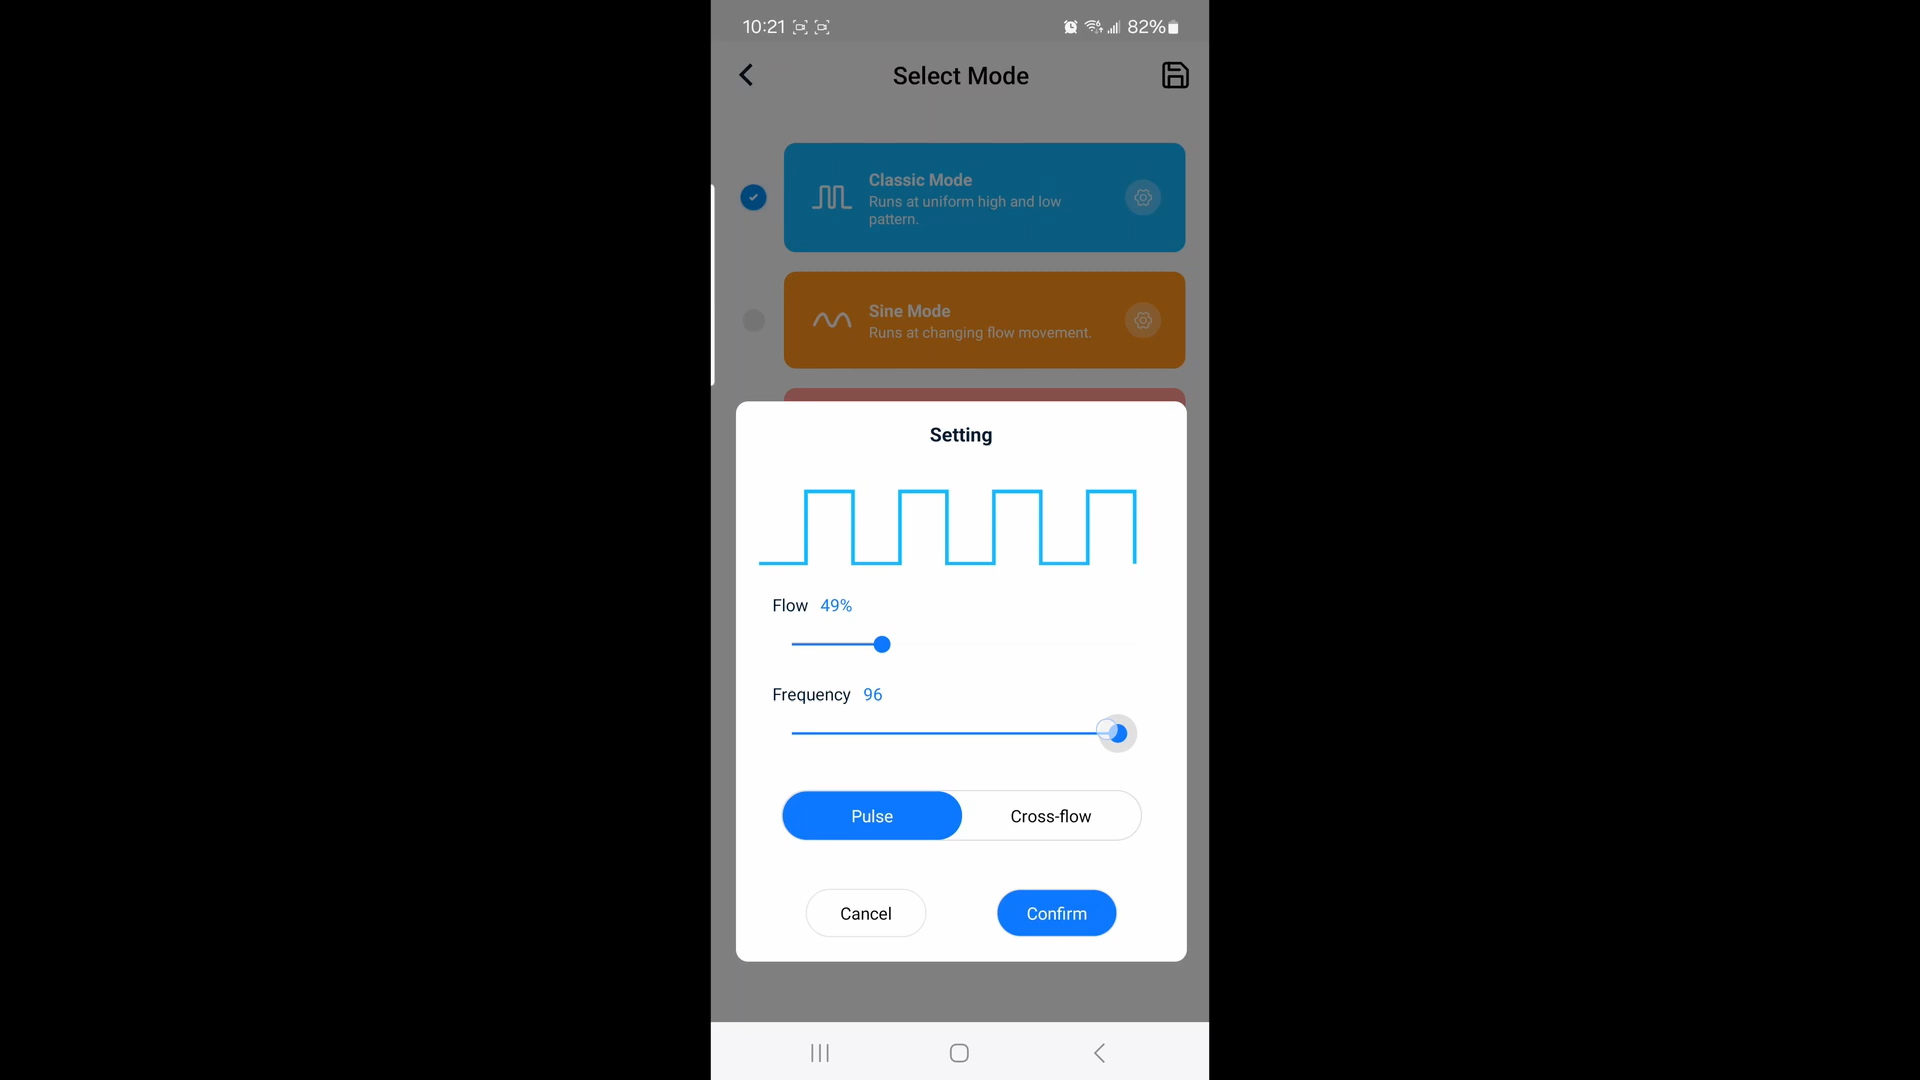 10:21
82%
Select Mode
Classic Mode
Runs at uniform high and low
pattern.
Sine Mode
Runs at changing flow movement.
Setting
Flow 49%
Frequency 96
Pulse Cross-flow
Cancel Confirm